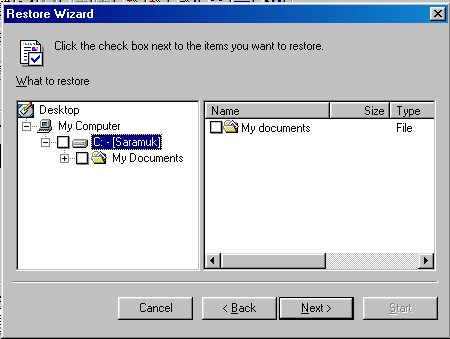 Restore Wizard
Click the check box next to the items you want to restore.
What to restore
Desktop
My Computer
C: - [Saramuk]
My Documents
Name Size Type
My documents File
Cancel < Back Next > Start